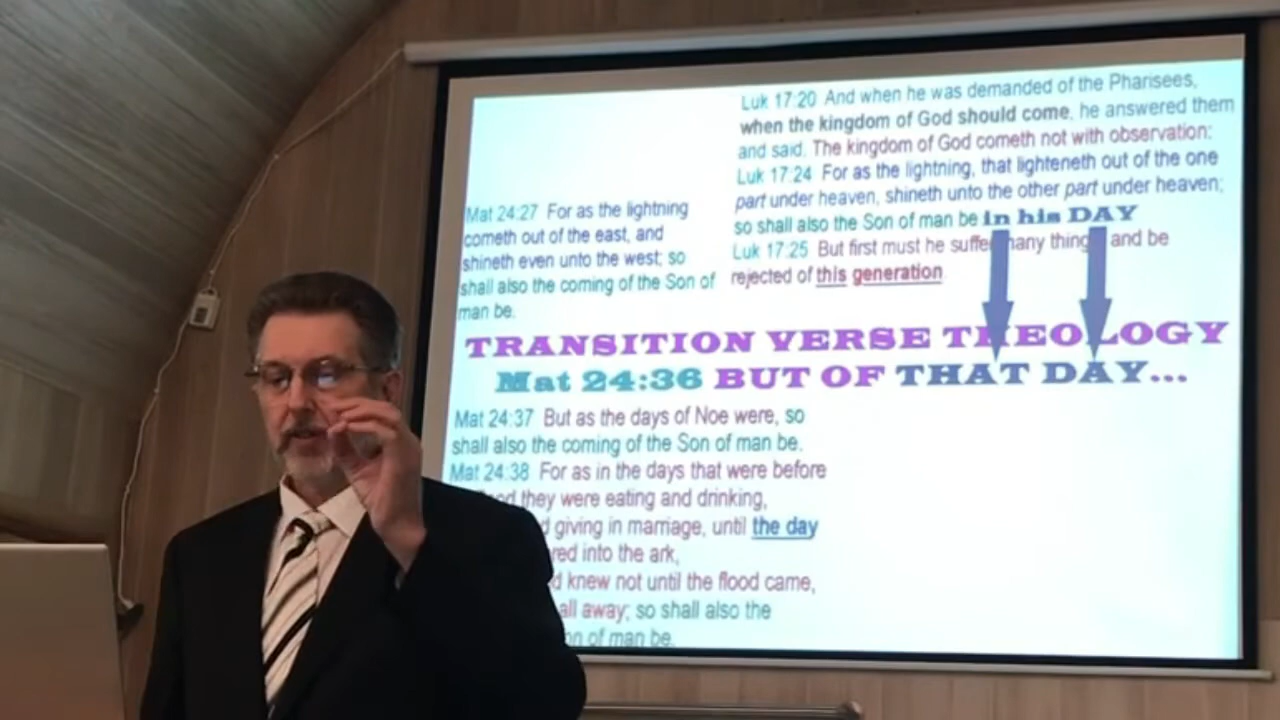 Luk 17:20 And when he was demanded of the Pharisees,
when the kingdom of God should come, he answered them
and said, The kingdom of God cometh not with observation:
Luk 17:24 For as the lightning, that lighteneth out of the one
part under heaven, shineth unto the other part under heaven;
so shall also the Son of man be in his DAY
Luk 17:25 But first must he suffer many things and be
rejected of this generation
Mat 24:27 For as the lightning
cometh out of the east, and
shineth even unto the west; so
shall also the coming of the Son of
man be.
TRANSITION VERSE THEOLOGY
Mat 24:36 BUT OF THAT DAY...
Mat 24:37 But as the days of Noe were, so
shall also the coming of the Son of man be.
Mat 24:38 For as in the days that were before
they were eating and drinking,
giving in marriage, until the day
into the ark,
knew not until the flood came,
all away; so shall also the
of man be.